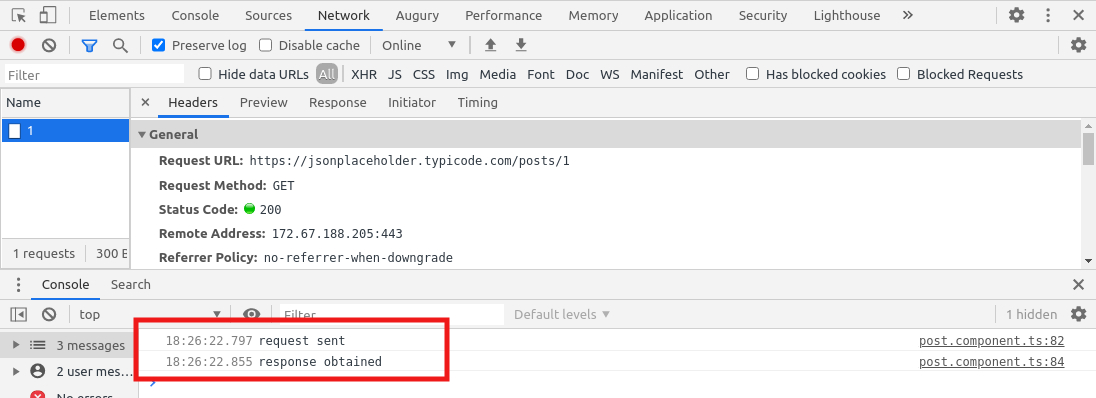 Elements Console Sources Network Augury Performance Memory Application Security Lighthouse »
Preserve log Disable cache Online
Filter Hide data URLs All XHR JS CSS Img Media Font Doc WS Manifest Other Has blocked cookies Blocked Requests
Name × Headers Preview Response Initiator Timing
1
General
Request URL: https://jsonplaceholder.typicode.com/posts/1
Request Method: GET
Status Code: 200
Remote Address: 172.67.188.205:443
Referrer Policy: no-referrer-when-downgrade
1 requests 300 B
Console Search
top Filter Default levels 1 hidden
3 messages
18:26:22.797 request sent post.component.ts:82
18:26:22.855 response obtained post.component.ts:84
2 user mes...
No errors